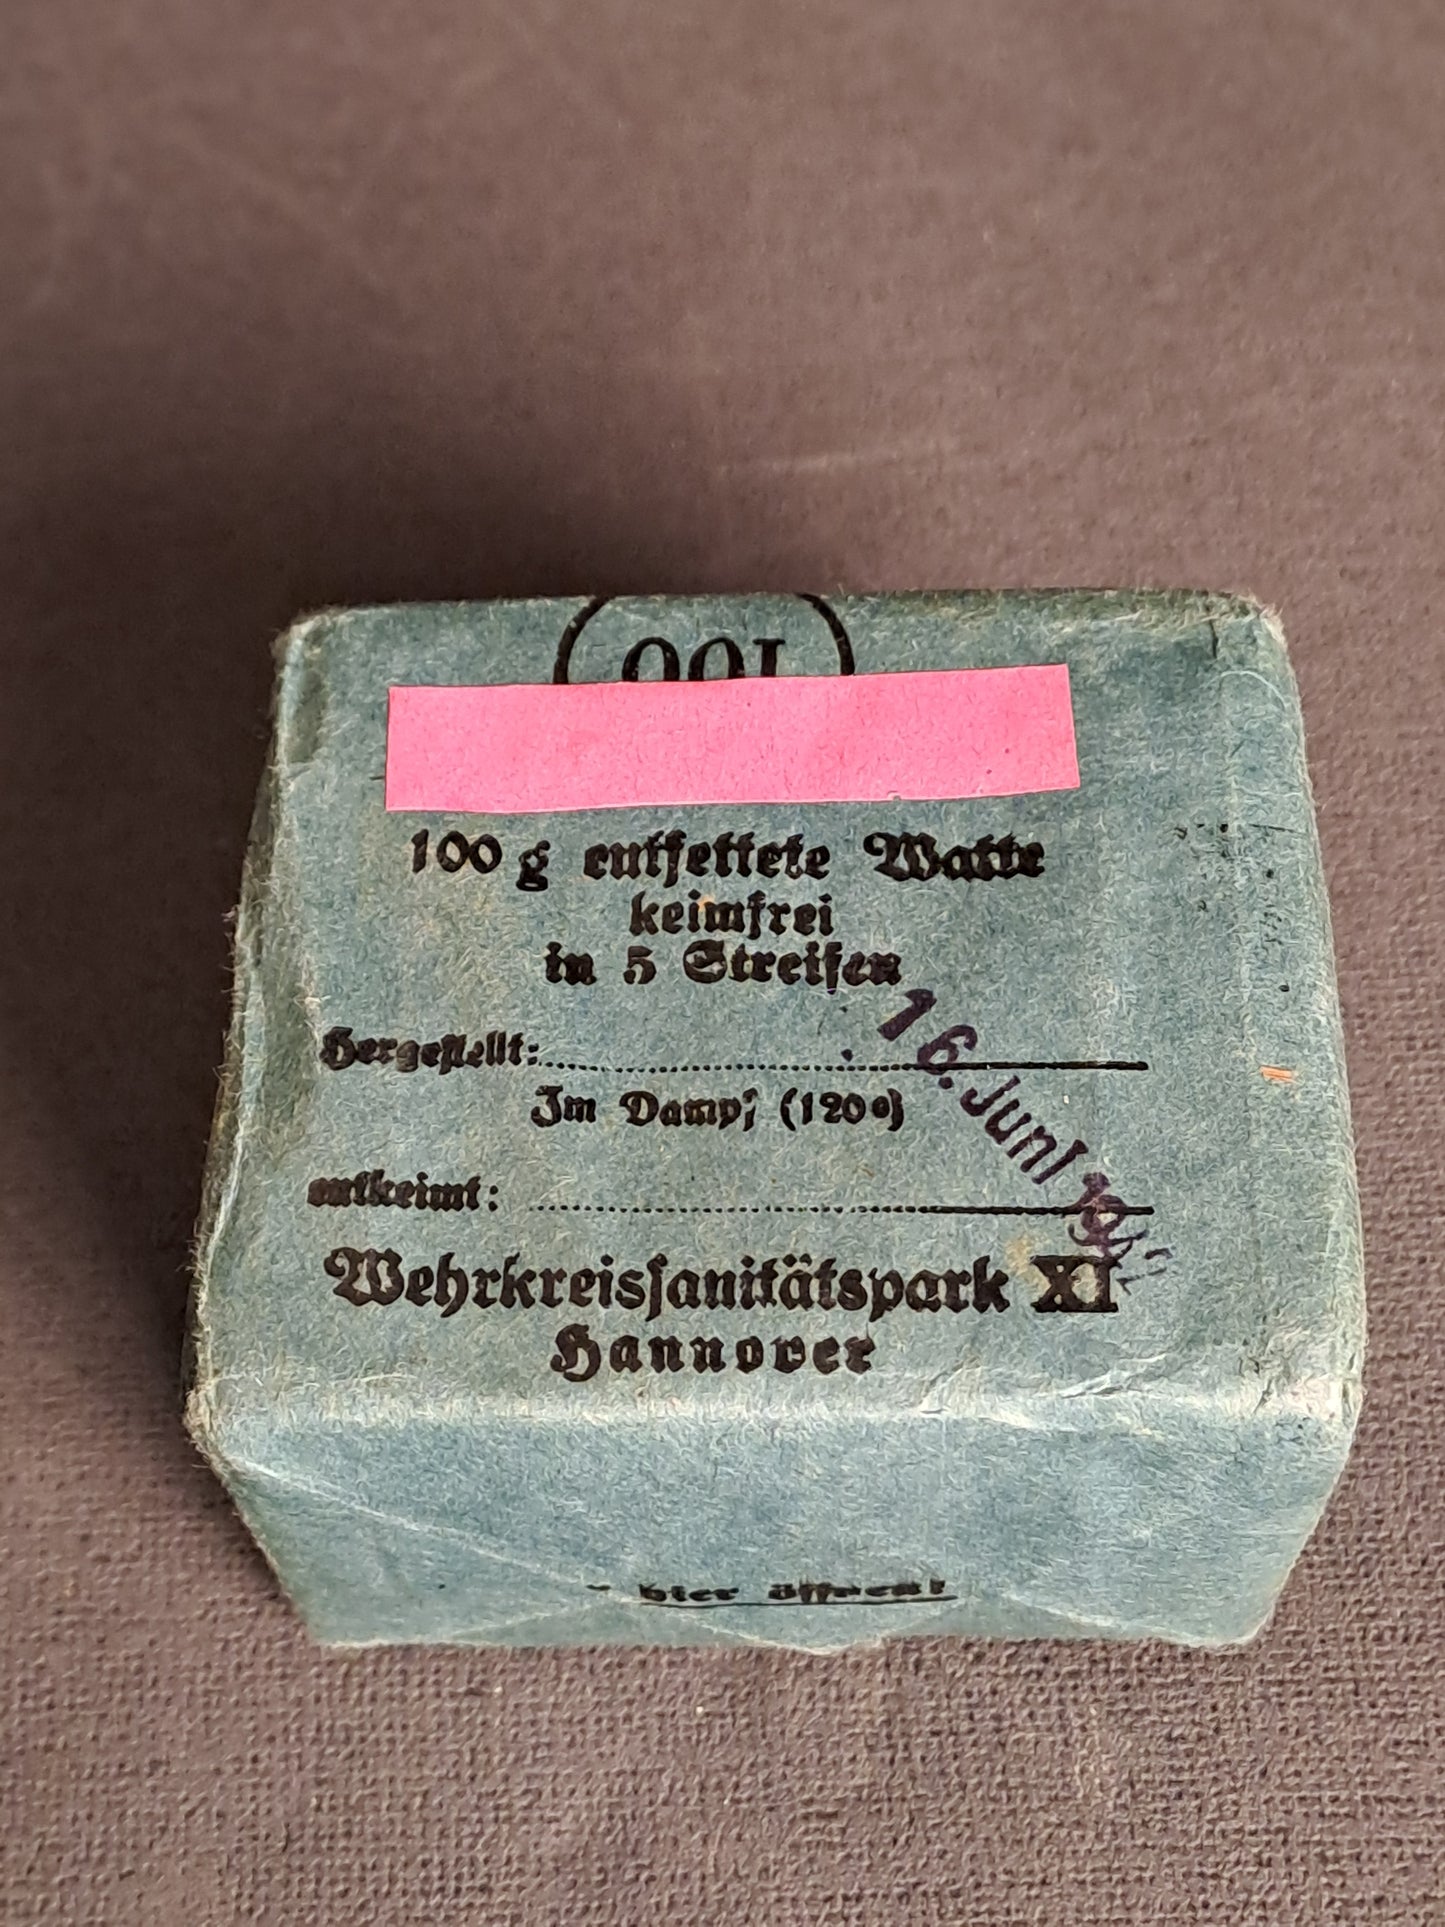 100
100 g entfettete Watte
keimfrei
in 5 Streifen
Hergestellt:
16. Juni
Im Dampf (120°)
entkeimt:
Wehrkreissanitätspark XI
Hannover
hier öffnen!